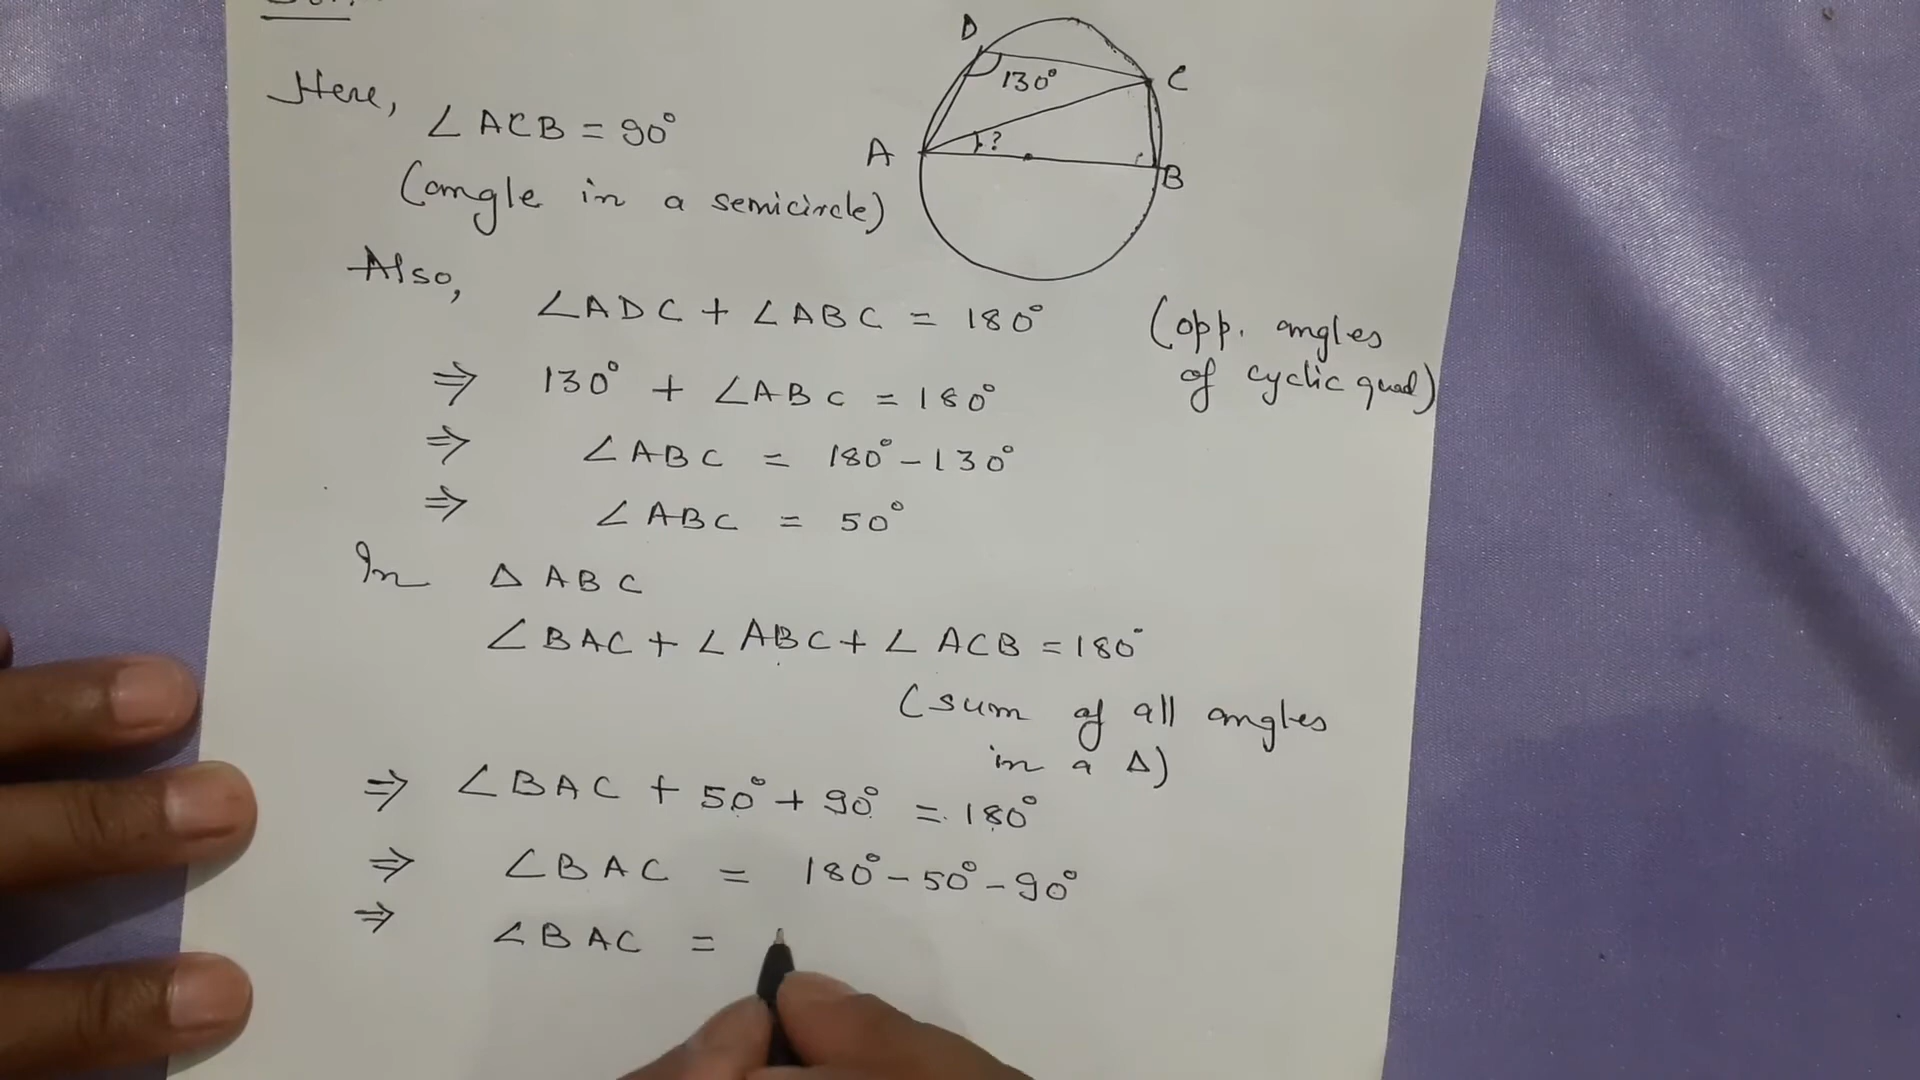 Here,
∠ACB = 90°
(angle in a semicircle)
D
130°
C
A
?
B
Also,
∠ADC + ∠ABC = 180° (opp. angles
of cyclic quad)
⇒ 130° + ∠ABC = 180°
⇒ ∠ABC = 180° - 130°
⇒ ∠ABC = 50°
In △ ABC
∠BAC + ∠ABC + ∠ACB = 180°
(sum of all angles
in a △)
⇒ ∠BAC + 50° + 90° = 180°
⇒ ∠BAC = 180° - 50° - 90°
⇒ ∠BAC =